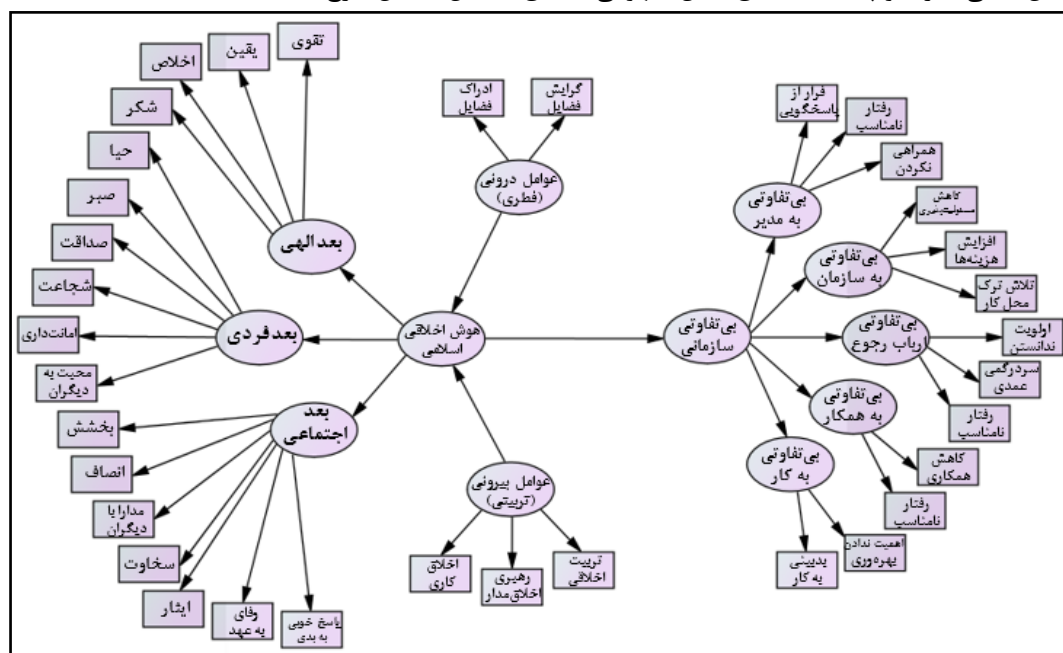 تقوی
یقین
اخلاص
شکر
حیا
صبر
صداقت
شجاعت
امانت‌داری
محبت به
دیگران
بخشش
انصاف
مدارا با
دیگران
سخاوت
ایثار
وفای
به عهد
پاسخ خوبی
به بدی
بعد الهی
بعد فردی
بعد
اجتماعی
ادراک
فضایل
گرایش
فضایل
عوامل درونی
(فطری)
هوش اخلاقی
اسلامی
عوامل بیرونی
(تربیتی)
اخلاق
کاری
رهبری
اخلاق‌مدار
تربیت
اخلاقی
بی‌تفاوتی
سازمانی
بی‌تفاوتی
به مدیر
فرار از
پاسخگویی
رفتار
نامناسب
همراهی
نکردن
بی‌تفاوتی
به سازمان
کاهش
مسئولیت‌پذیری
افزایش
هزینه‌ها
تلاش ترک
محل کار
بی‌تفاوتی
ارباب رجوع
اولویت
ندانستن
سردرگمی
عمدی
رفتار
نامناسب
بی‌تفاوتی
به همکار
کاهش
همکاری
رفتار
نامناسب
بی‌تفاوتی
به کار
اهمیت ندادن
بهره‌وری
بدبینی
به کار